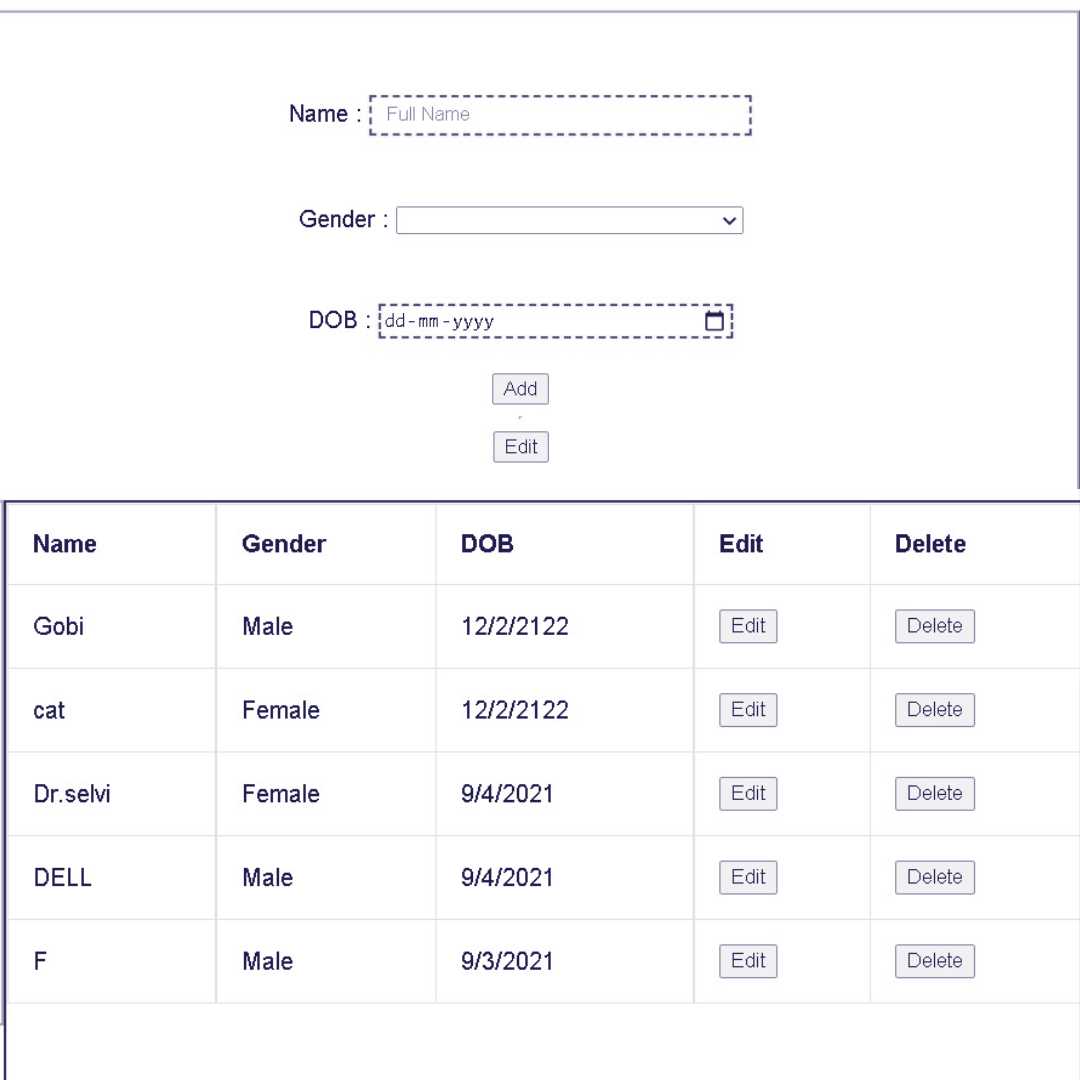 Name : Full Name
Gender :
DOB : dd-mm-yyyy
Add
Edit
Name Gender DOB Edit Delete
Gobi Male 12/2/2122 Edit Delete
cat Female 12/2/2122 Edit Delete
Dr.selvi Female 9/4/2021 Edit Delete
DELL Male 9/4/2021 Edit Delete
F Male 9/3/2021 Edit Delete